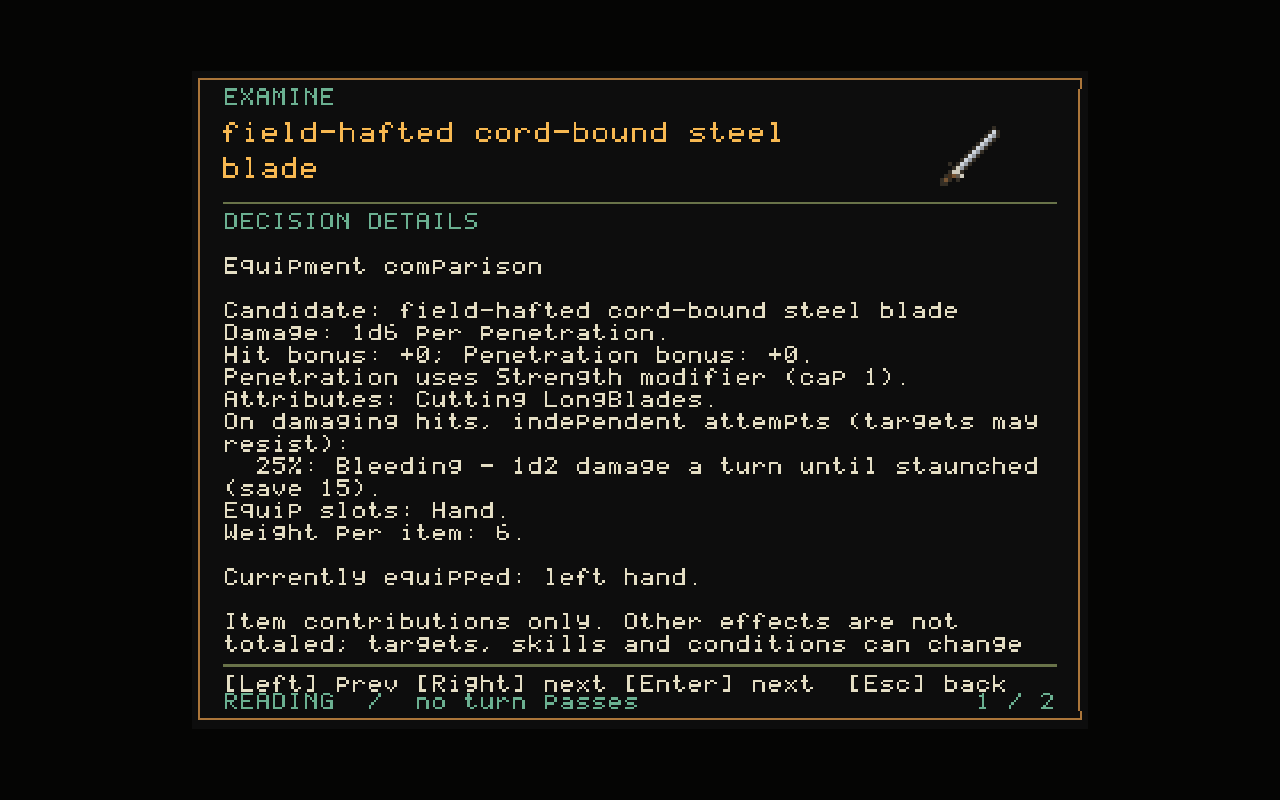 EXAMINE
field-hafted cord-bound steel
blade
DECISION DETAILS
Equipment comparison
Candidate: field-hafted cord-bound steel blade
Damage: 1d6 per penetration.
Hit bonus: +0; Penetration bonus: +0.
Penetration uses Strength modifier (cap 1).
Attributes: Cutting LongBlades.
On damaging hits, independent attempts (targets may
resist):
25%: Bleeding - 1d2 damage a turn until staunched
(save 15).
Equip slots: Hand.
Weight per item: 6.
Currently equipped: left hand.
Item contributions only. Other effects are not
totaled; targets, skills and conditions can change
[Left] prev [Right] next [Enter] next [Esc] back
READING / no turn passes 1 / 2